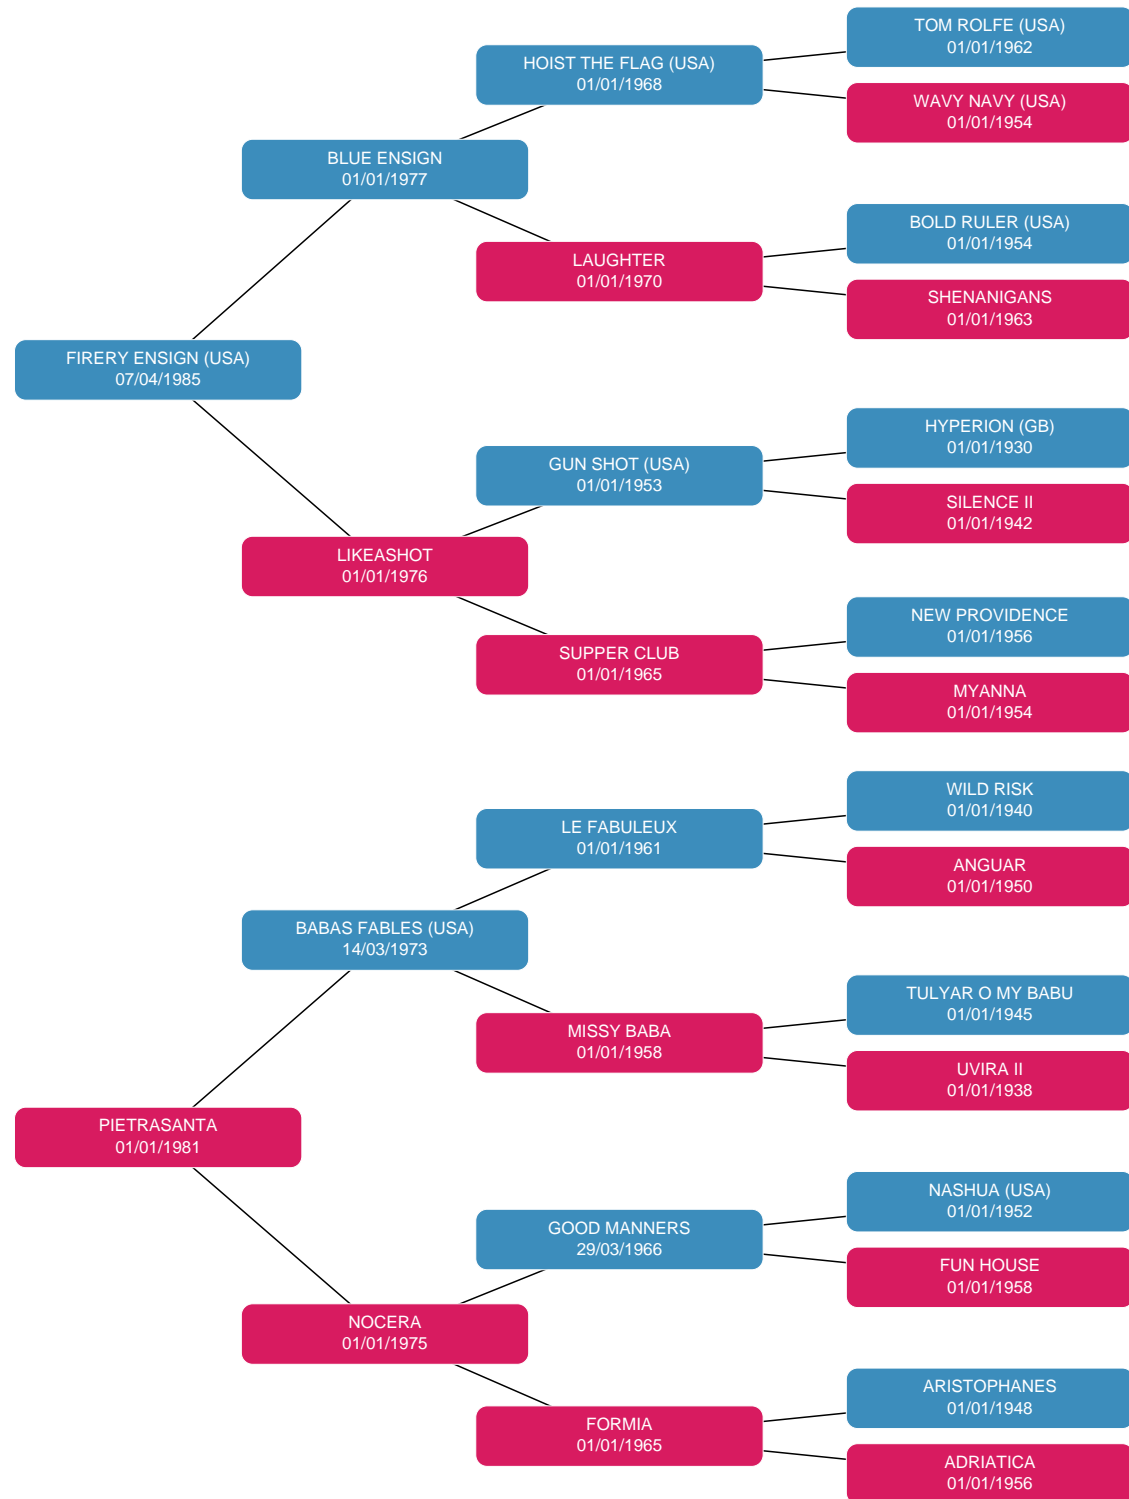 TOM ROLFE (USA)
01/01/1962
HOIST THE FLAG (USA)
01/01/1968
WAVY NAVY (USA)
01/01/1954
BLUE ENSIGN
01/01/1977
BOLD RULER (USA)
01/01/1954
LAUGHTER
01/01/1970
SHENANIGANS
01/01/1963
FIRERY ENSIGN (USA)
07/04/1985
HYPERION (GB)
01/01/1930
GUN SHOT (USA)
01/01/1953
SILENCE II
01/01/1942
LIKEASHOT
01/01/1976
NEW PROVIDENCE
01/01/1956
SUPPER CLUB
01/01/1965
MYANNA
01/01/1954
WILD RISK
01/01/1940
LE FABULEUX
01/01/1961
ANGUAR
01/01/1950
BABAS FABLES (USA)
14/03/1973
TULYAR O MY BABU
01/01/1945
MISSY BABA
01/01/1958
UVIRA II
01/01/1938
PIETRASANTA
01/01/1981
NASHUA (USA)
01/01/1952
GOOD MANNERS
29/03/1966
FUN HOUSE
01/01/1958
NOCERA
01/01/1975
ARISTOPHANES
01/01/1948
FORMIA
01/01/1965
ADRIATICA
01/01/1956